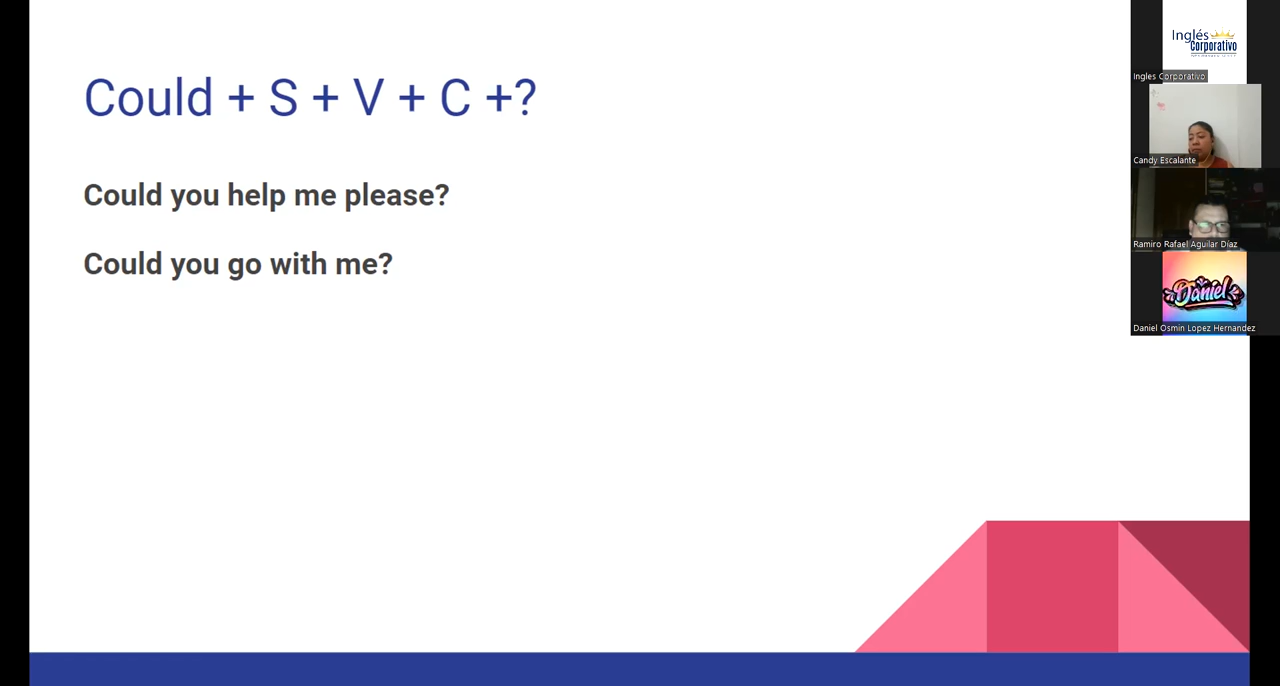 Could + S + V + C +?
Could you help me please?
Could you go with me?
Inglés
Corporativo
Ingles Corporativo
Candy Escalante
Ramiro Rafael Aguilar Díaz
Daniel
Daniel Osmin Lopez Hernandez